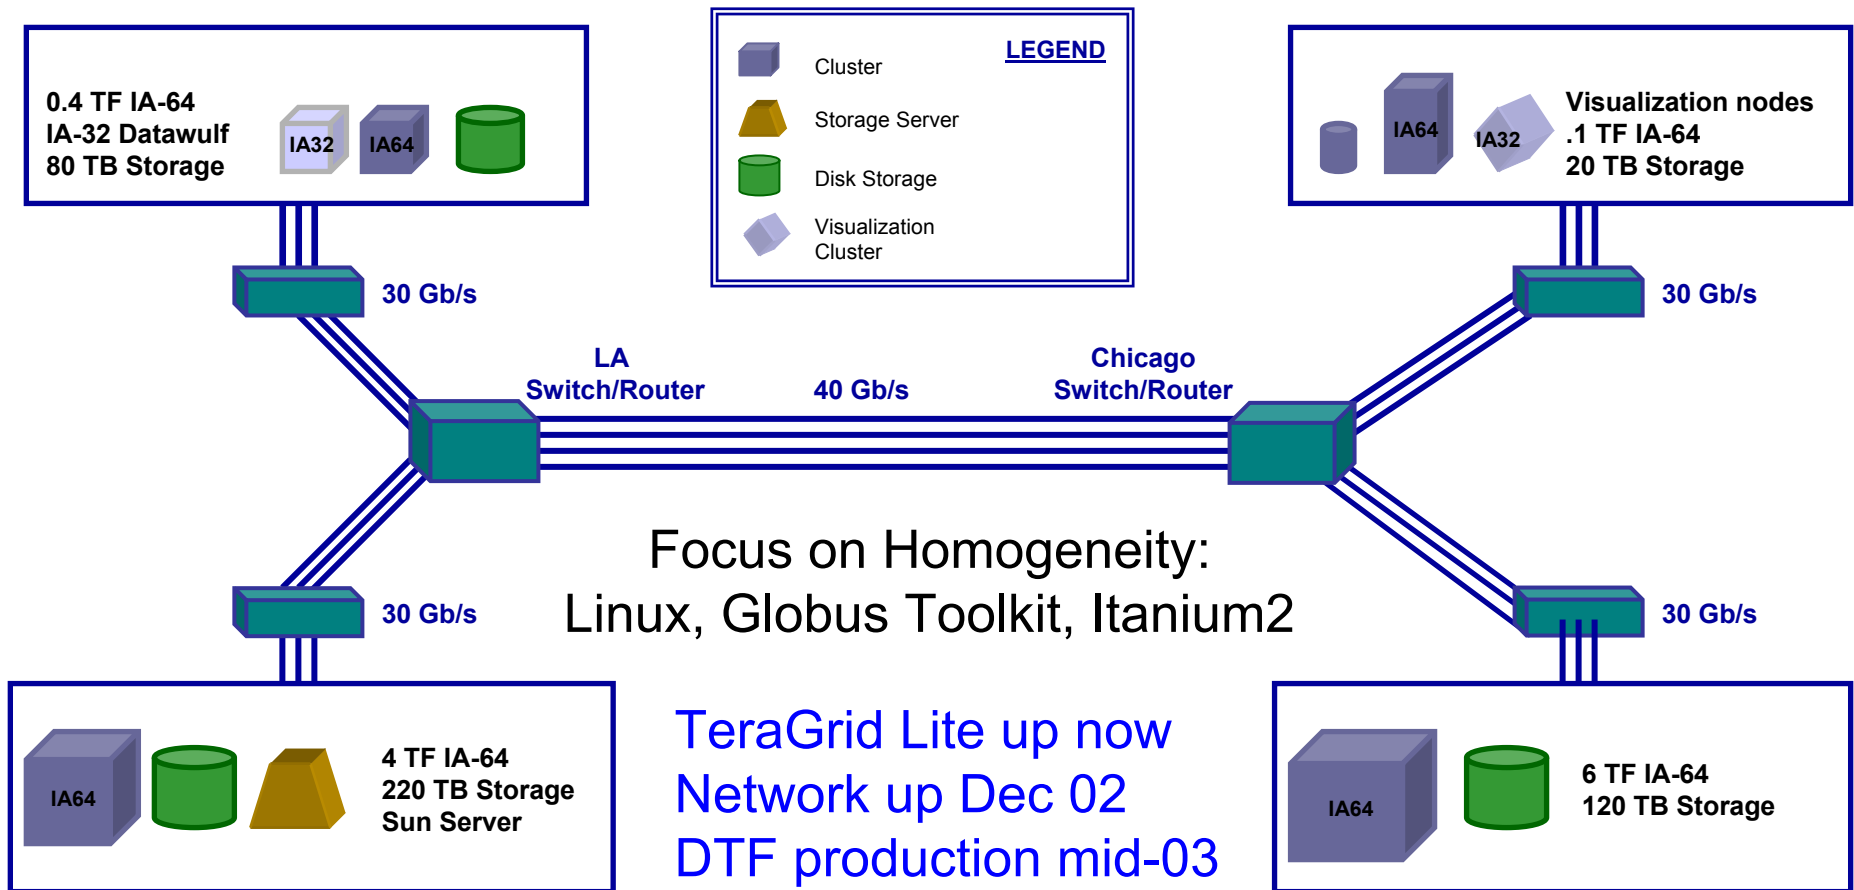 0.4 TF IA-64
IA-32 Datawulf
80 TB Storage
IA32
IA64
LEGEND
Cluster
Storage Server
Disk Storage
Visualization
Cluster
IA64
IA32
Visualization nodes
.1 TF IA-64
20 TB Storage
30 Gb/s
30 Gb/s
LA
Switch/Router
40 Gb/s
Chicago
Switch/Router
Focus on Homogeneity:
Linux, Globus Toolkit, Itanium2
30 Gb/s
30 Gb/s
IA64
4 TF IA-64
220 TB Storage
Sun Server
TeraGrid Lite up now
Network up Dec 02
DTF production mid-03
IA64
6 TF IA-64
120 TB Storage